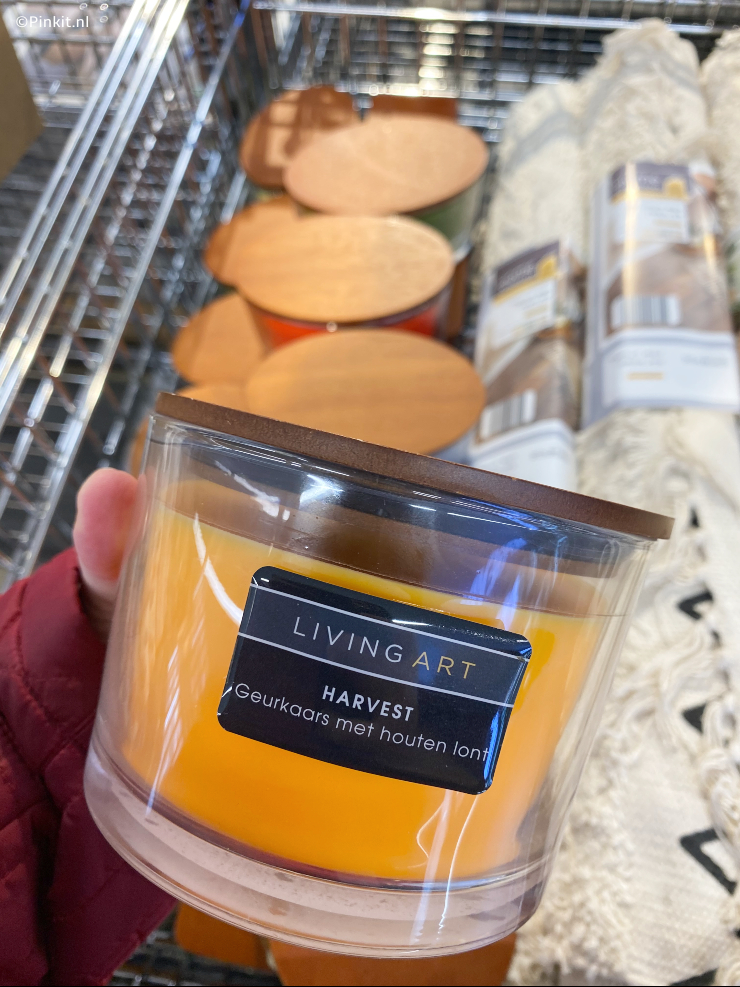 ©Pinkit.nl
LIVING ART
HARVEST
Geurkaars met houten lont